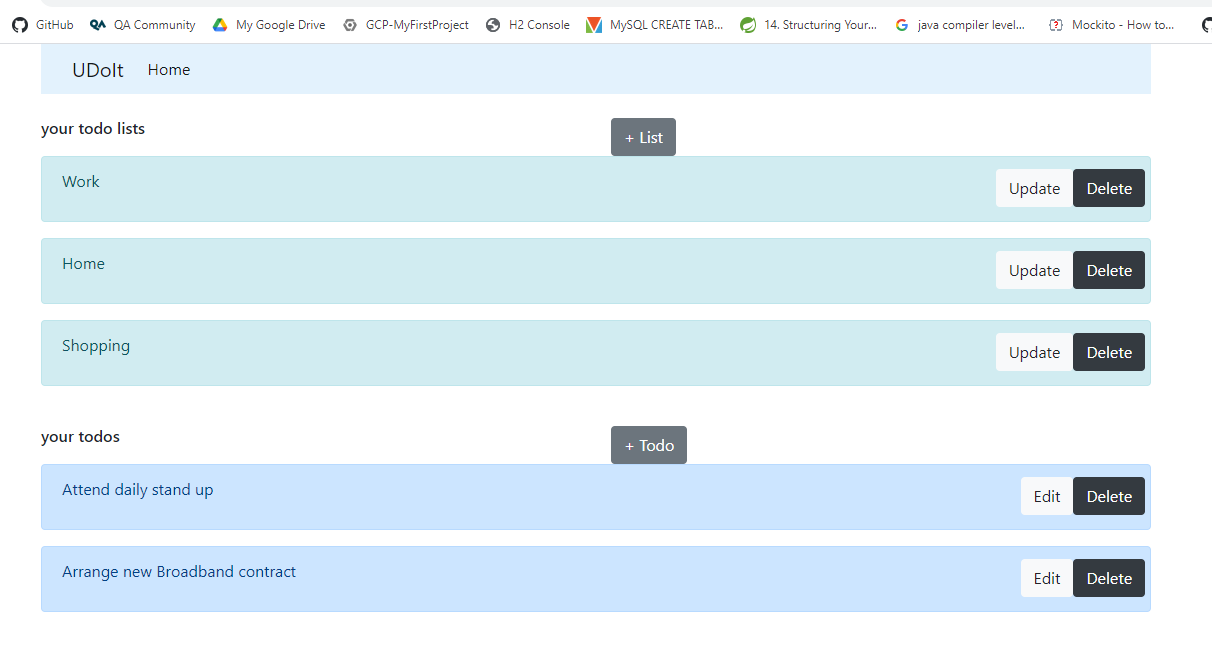 GitHub QA Community My Google Drive GCP-MyFirstProject H2 Console MySQL CREATE TAB... 14. Structuring Your... java compiler level... Mockito - How to...
UDoIt Home
your todo lists + List
Work Update Delete
Home Update Delete
Shopping Update Delete
your todos + Todo
Attend daily stand up Edit Delete
Arrange new Broadband contract Edit Delete